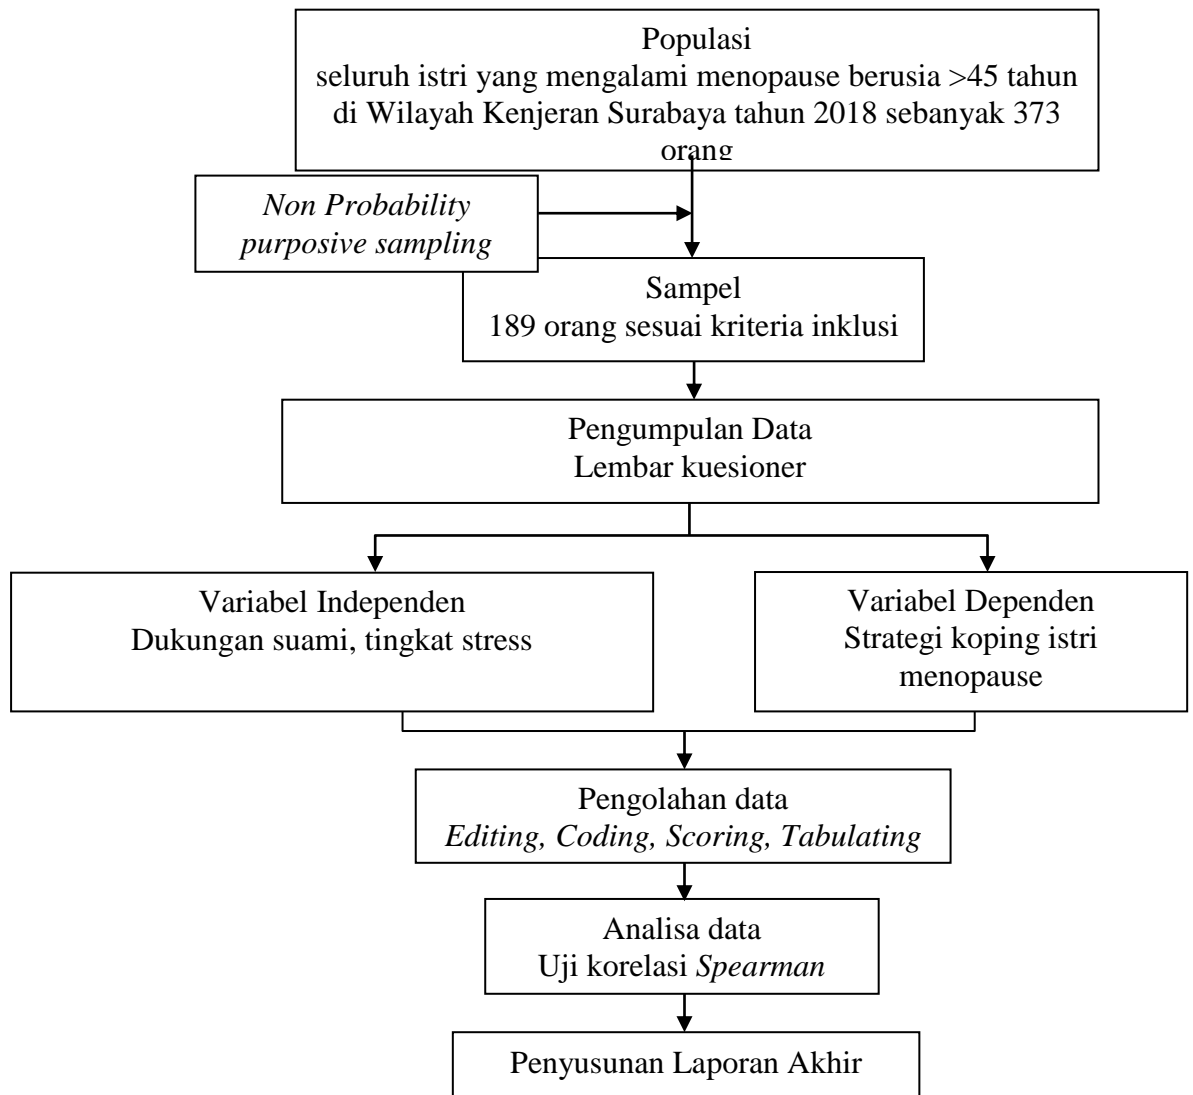 Populasi
seluruh istri yang mengalami menopause berusia >45 tahun
di Wilayah Kenjeran Surabaya tahun 2018 sebanyak 373
orang
Non Probability
purposive sampling
Sampel
189 orang sesuai kriteria inklusi
Pengumpulan Data
Lembar kuesioner
Variabel Independen
Dukungan suami, tingkat stress
Variabel Dependen
Strategi koping istri
menopause
Pengolahan data
Editing, Coding, Scoring, Tabulating
Analisa data
Uji korelasi Spearman
Penyusunan Laporan Akhir